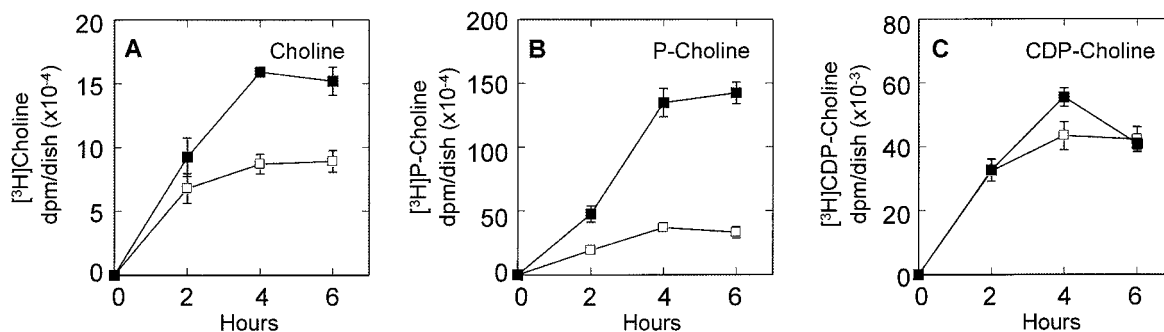 A
Choline
[³H]Choline
dpm/dish (x10⁻⁴)
20
15
10
5
0
0 2 4 6
Hours
B
P-Choline
[³H]P-Choline
dpm/dish (x10⁻⁴)
200
150
100
50
0
0 2 4 6
Hours
C
CDP-Choline
[³H]CDP-Choline
dpm/dish (x10⁻³)
80
60
40
20
0
0 2 4 6
Hours